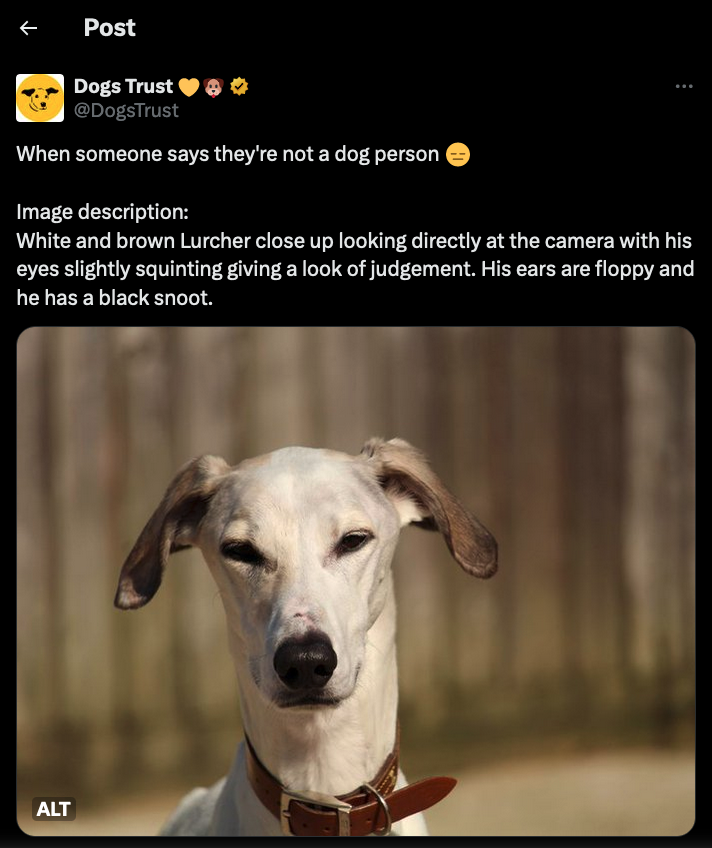 Post
Dogs Trust 💛🐶
@DogsTrust
When someone says they're not a dog person 😑
Image description:
White and brown Lurcher close up looking directly at the camera with his
eyes slightly squinting giving a look of judgement. His ears are floppy and
he has a black snoot.
ALT